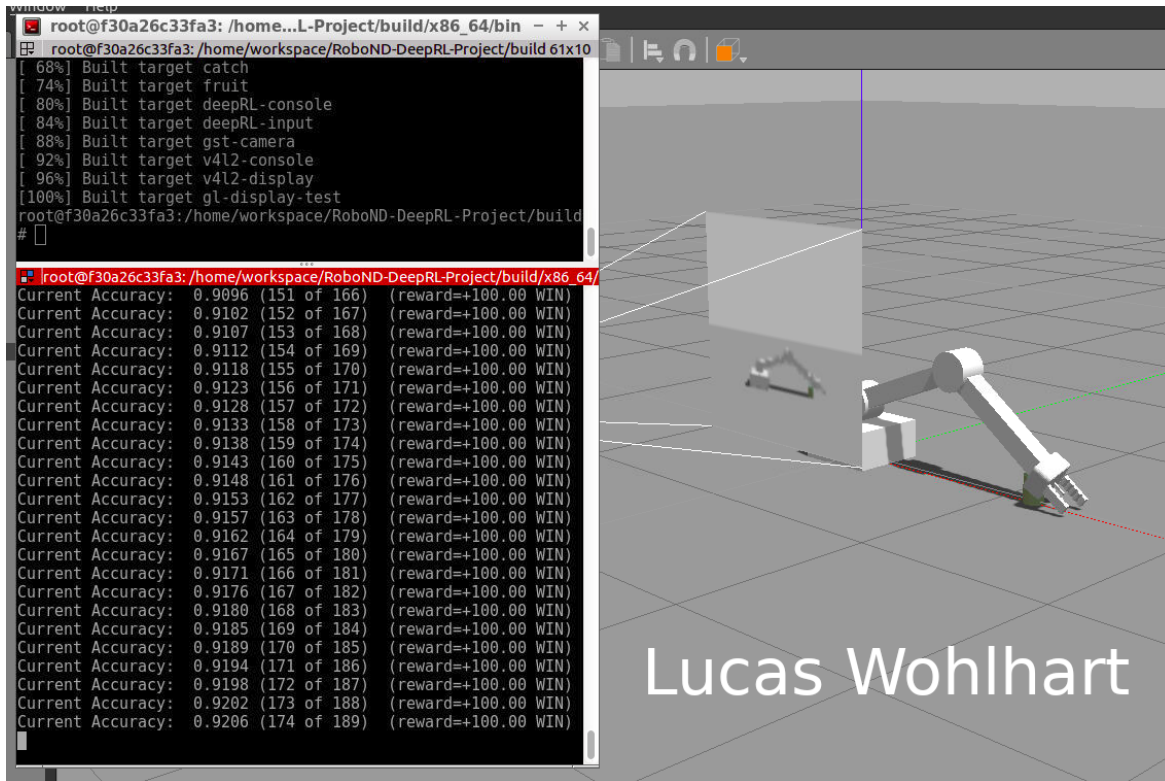 Window Help
root@f30a26c33fa3: /home...L-Project/build/x86_64/bin
root@f30a26c33fa3: /home/workspace/RoboND-DeepRL-Project/build 61x10
[ 68%] Built target catch
[ 74%] Built target fruit
[ 80%] Built target deepRL-console
[ 84%] Built target deepRL-input
[ 88%] Built target gst-camera
[ 92%] Built target v4l2-console
[ 96%] Built target v4l2-display
[100%] Built target gl-display-test
root@f30a26c33fa3:/home/workspace/RoboND-DeepRL-Project/build
#
root@f30a26c33fa3: /home/workspace/RoboND-DeepRL-Project/build/x86_64/
Current Accuracy:  0.9096 (151 of 166)  (reward=+100.00 WIN)
Current Accuracy:  0.9102 (152 of 167)  (reward=+100.00 WIN)
Current Accuracy:  0.9107 (153 of 168)  (reward=+100.00 WIN)
Current Accuracy:  0.9112 (154 of 169)  (reward=+100.00 WIN)
Current Accuracy:  0.9118 (155 of 170)  (reward=+100.00 WIN)
Current Accuracy:  0.9123 (156 of 171)  (reward=+100.00 WIN)
Current Accuracy:  0.9128 (157 of 172)  (reward=+100.00 WIN)
Current Accuracy:  0.9133 (158 of 173)  (reward=+100.00 WIN)
Current Accuracy:  0.9138 (159 of 174)  (reward=+100.00 WIN)
Current Accuracy:  0.9143 (160 of 175)  (reward=+100.00 WIN)
Current Accuracy:  0.9148 (161 of 176)  (reward=+100.00 WIN)
Current Accuracy:  0.9153 (162 of 177)  (reward=+100.00 WIN)
Current Accuracy:  0.9157 (163 of 178)  (reward=+100.00 WIN)
Current Accuracy:  0.9162 (164 of 179)  (reward=+100.00 WIN)
Current Accuracy:  0.9167 (165 of 180)  (reward=+100.00 WIN)
Current Accuracy:  0.9171 (166 of 181)  (reward=+100.00 WIN)
Current Accuracy:  0.9176 (167 of 182)  (reward=+100.00 WIN)
Current Accuracy:  0.9180 (168 of 183)  (reward=+100.00 WIN)
Current Accuracy:  0.9185 (169 of 184)  (reward=+100.00 WIN)
Current Accuracy:  0.9189 (170 of 185)  (reward=+100.00 WIN)
Current Accuracy:  0.9194 (171 of 186)  (reward=+100.00 WIN)
Current Accuracy:  0.9198 (172 of 187)  (reward=+100.00 WIN)
Current Accuracy:  0.9202 (173 of 188)  (reward=+100.00 WIN)
Current Accuracy:  0.9206 (174 of 189)  (reward=+100.00 WIN)
Lucas Wohlhart